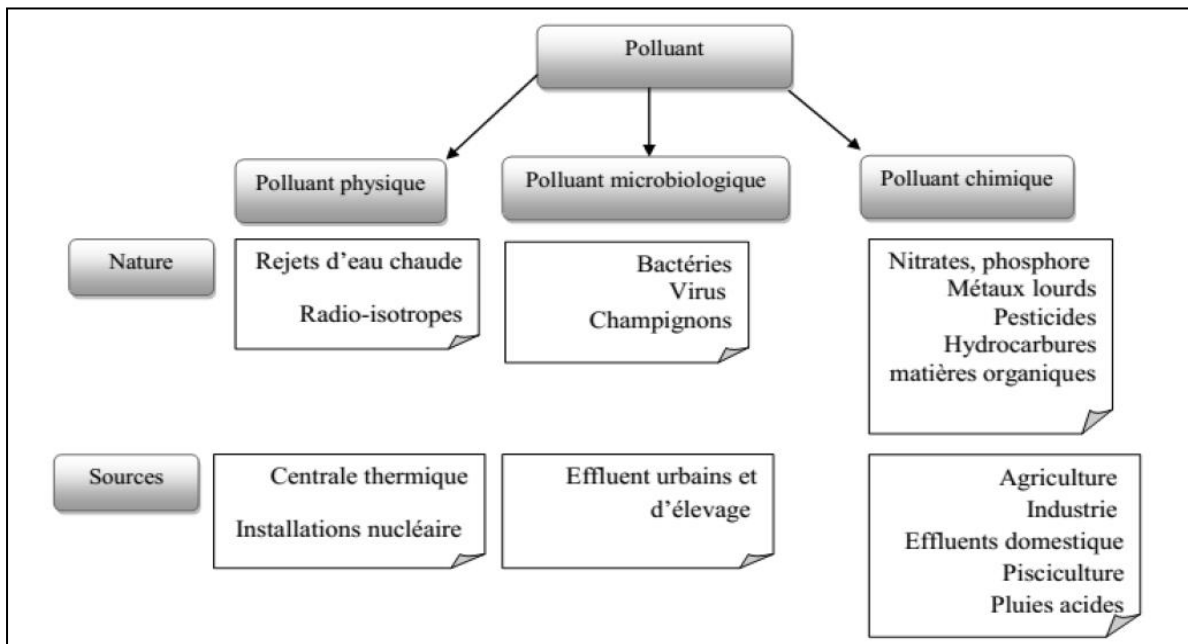 Polluant
Polluant physique
Polluant microbiologique
Polluant chimique
Nature
Rejets d’eau chaude
Radio-isotropes
Bactéries
Virus
Champignons
Nitrates, phosphore
Métaux lourds
Pesticides
Hydrocarbures
matières organiques
Sources
Centrale thermique
Installations nucléaire
Effluent urbains et
d’élevage
Agriculture
Industrie
Effluents domestique
Pisciculture
Pluies acides